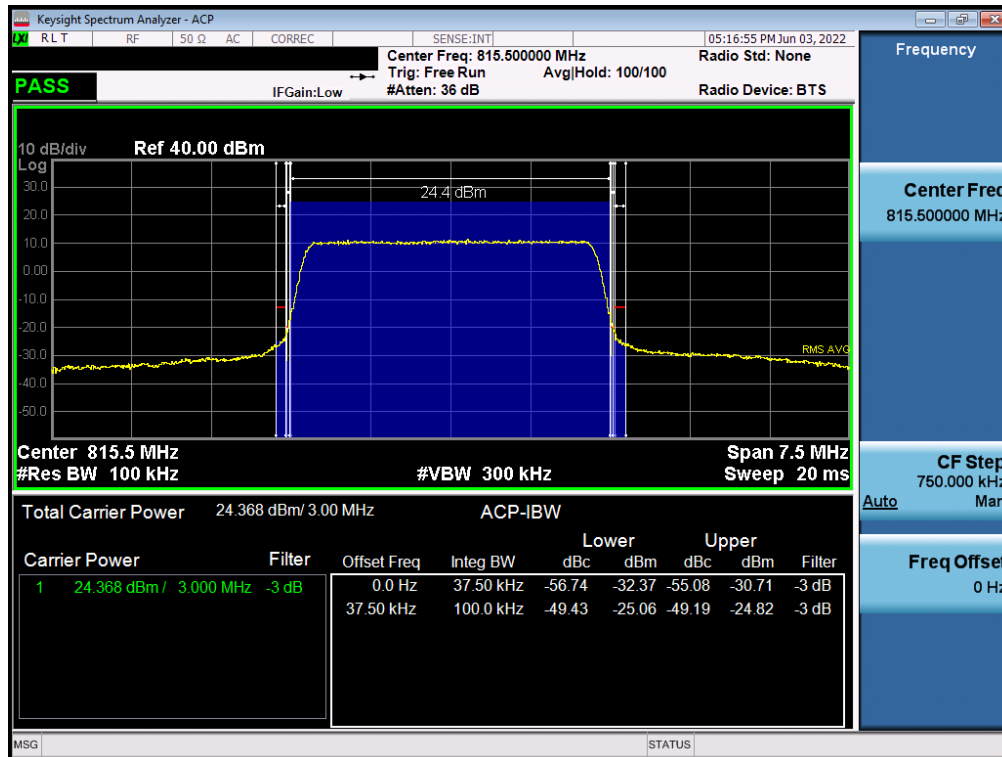 Keysight Spectrum Analyzer - ACP
LXI RLT RF 50 Ω AC CORREC SENSE:INT 05:16:55 PM Jun 03, 2022
Center Freq: 815.500000 MHz Radio Std: None
Trig: Free Run Avg|Hold: 100/100
PASS IFGain:Low #Atten: 36 dB Radio Device: BTS
10 dB/div Ref 40.00 dBm
Log
30.0
20.0
10.0
0.00
-10.0
-20.0
-30.0
-40.0
-50.0
24.4 dBm
RMS AVG
Center 815.5 MHz Span 7.5 MHz
#Res BW 100 kHz #VBW 300 kHz Sweep 20 ms
Total Carrier Power 24.368 dBm/ 3.00 MHz ACP-IBW
Lower Upper
Carrier Power Filter Offset Freq Integ BW dBc dBm dBc dBm Filter
1 24.368 dBm / 3.000 MHz -3 dB 0.0 Hz 37.50 kHz -56.74 -32.37 -55.08 -30.71 -3 dB
37.50 kHz 100.0 kHz -49.43 -25.06 -49.19 -24.82 -3 dB
MSG STATUS
Frequency
Center Freq
815.500000 MHz
CF Step
750.000 kHz
Auto Man
Freq Offset
0 Hz